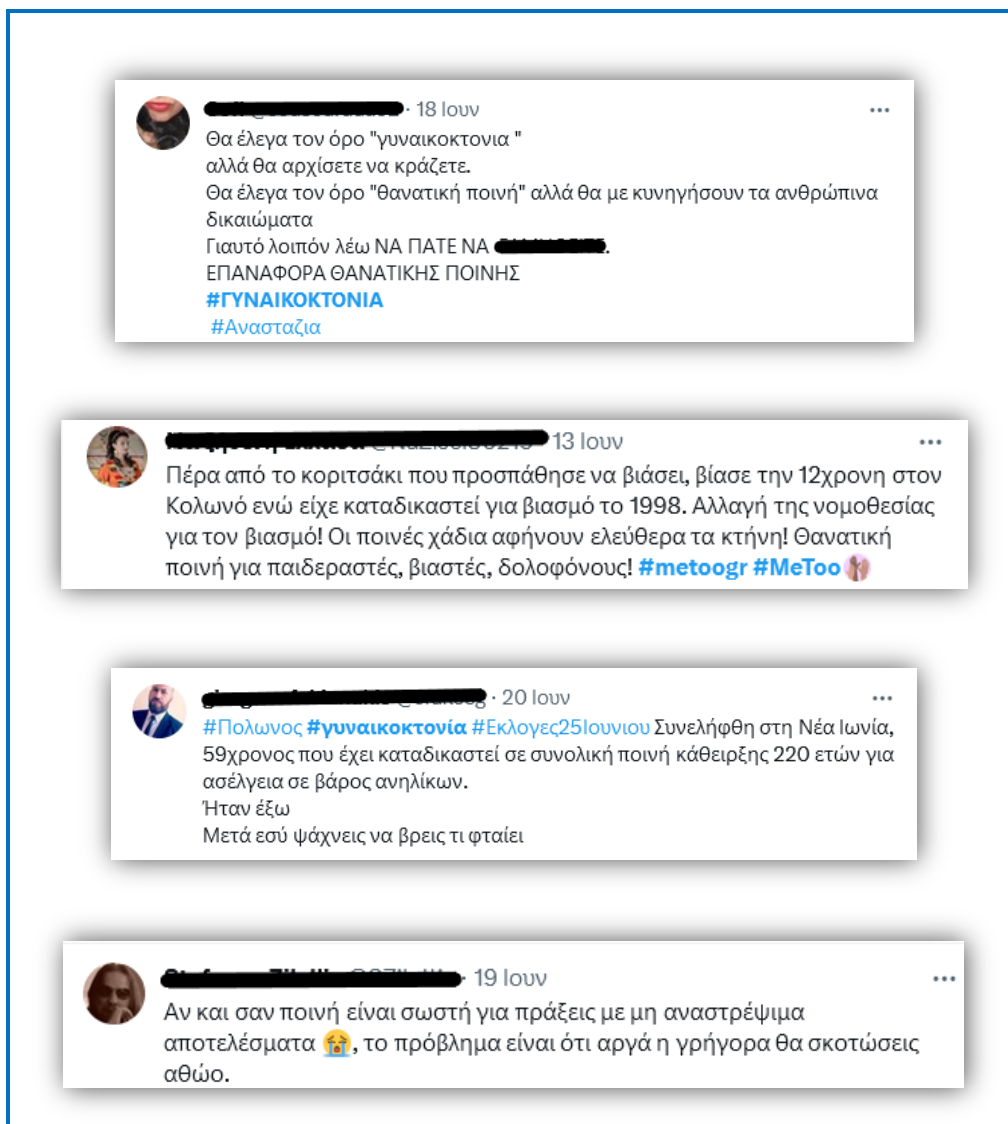 · 18 Ιουν
Θα έλεγα τον όρο "γυναικοκτονια "
αλλά θα αρχίσετε να κράζετε.
Θα έλεγα τον όρο "θανατική ποινή" αλλά θα με κυνηγήσουν τα ανθρώπινα
δικαιώματα
Γιαυτό λοιπόν λέω ΝΑ ΠΑΤΕ ΝΑ .
ΕΠΑΝΑΦΟΡΑ ΘΑΝΑΤΙΚΗΣ ΠΟΙΝΗΣ
#ΓΥΝΑΙΚΟΚΤΟΝΙΑ
#Ανασταζια
13 Ιουν
Πέρα από το κοριτσάκι που προσπάθησε να βιάσει, βίασε την 12χρονη στον
Κολωνό ενώ είχε καταδικαστεί για βιασμό το 1998. Αλλαγή της νομοθεσίας
για τον βιασμό! Οι ποινές χάδια αφήνουν ελεύθερα τα κτήνη! Θανατική
ποινή για παιδεραστές, βιαστές, δολοφόνους! #metoogr #MeToo
· 20 Ιουν
#Πολωνος #γυναικοκτονία #Εκλογες25Ιουνιου Συνελήφθη στη Νέα Ιωνία,
59χρονος που έχει καταδικαστεί σε συνολική ποινή κάθειρξης 220 ετών για
ασέλγεια σε βάρος ανηλίκων.
Ήταν έξω
Μετά εσύ ψάχνεις να βρεις τι φταίει
· 19 Ιουν
Αν και σαν ποινή είναι σωστή για πράξεις με μη αναστρέψιμα
αποτελέσματα 😭, το πρόβλημα είναι ότι αργά η γρήγορα θα σκοτώσεις
αθώο.